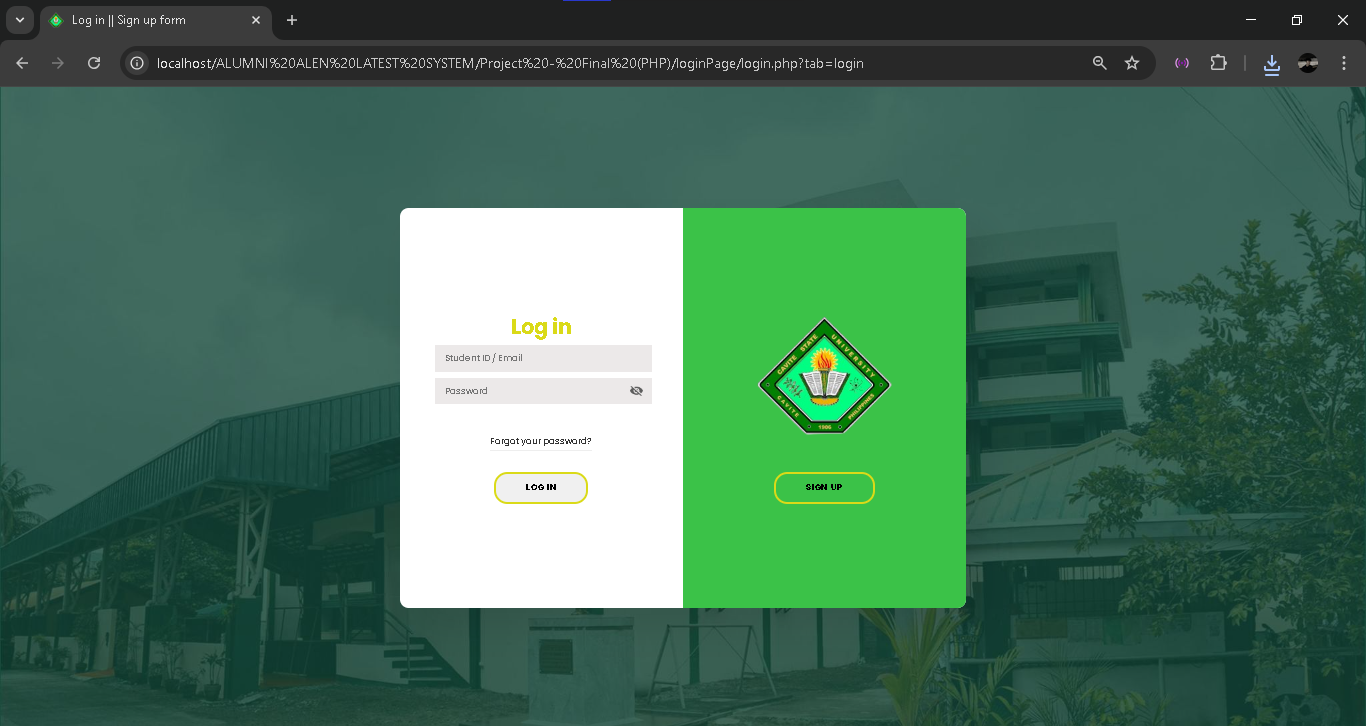 Log in || Sign up form
localhost/ALUMNI%20ALEN%20LATEST%20SYSTEM/Project%20-%20Final%20(PHP)/loginPage/login.php?tab=login
Log in
Student ID / Email
Password
Forgot your password?
LOG IN
CAVITE STATE UNIVERSITY
CAVITE
1906
PHILIPPINES
SIGN UP